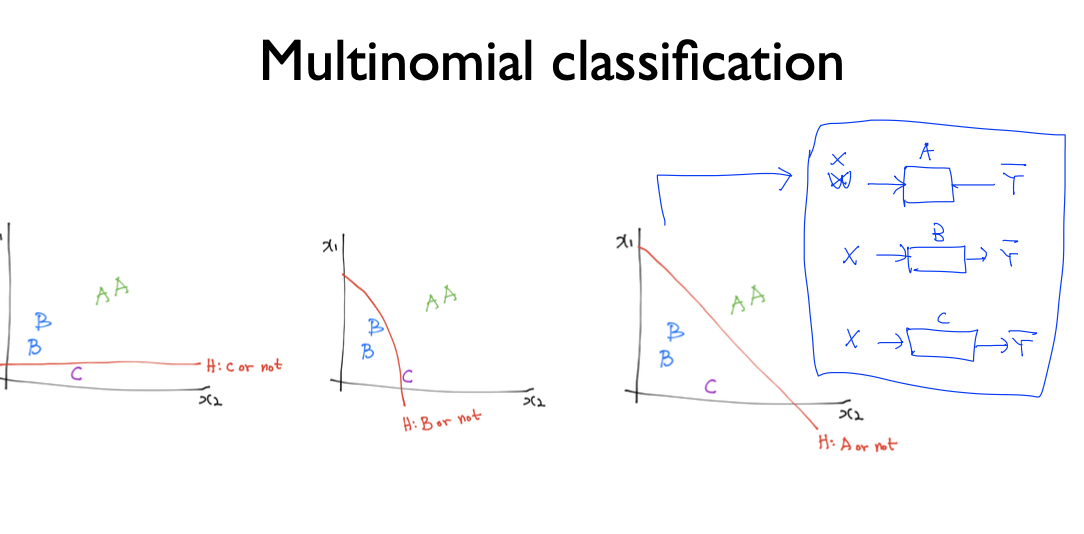 Multinomial classification
A A
B
B
C
H: C or not
x2
x1
A A
B
B
C
x2
H: B or not
x1
A A
B
B
C
x2
H: A or not
X A Y
X B Y
X C Y